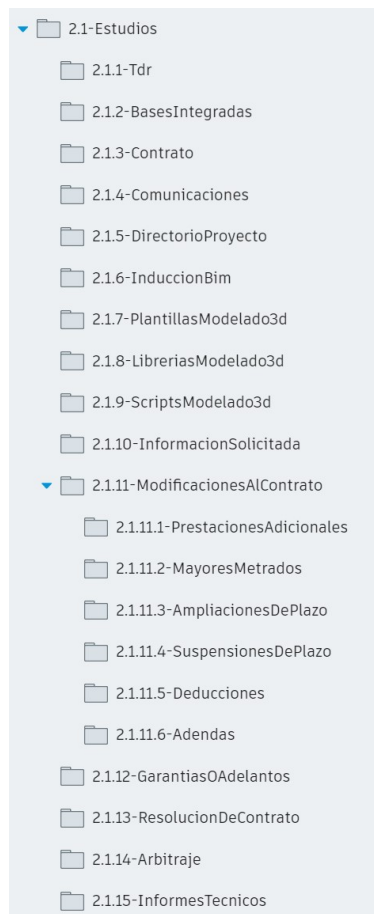 2.1-Estudios
2.1.1-Tdr
2.1.2-BasesIntegradas
2.1.3-Contrato
2.1.4-Comunicaciones
2.1.5-DirectorioProyecto
2.1.6-InduccionBim
2.1.7-PlantillasModelado3d
2.1.8-LibreriasModelado3d
2.1.9-ScriptsModelado3d
2.1.10-InformacionSolicitada
2.1.11-ModificacionesAlContrato
2.1.11.1-PrestacionesAdicionales
2.1.11.2-MayoresMetrados
2.1.11.3-AmpliacionesDePlazo
2.1.11.4-SuspensionesDePlazo
2.1.11.5-Deducciones
2.1.11.6-Adendas
2.1.12-GarantiasOAdelantos
2.1.13-ResolucionDeContrato
2.1.14-Arbitraje
2.1.15-InformesTecnicos